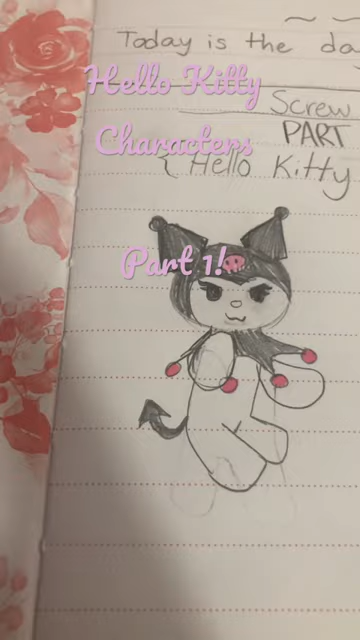 Today is the da
Hello Kitty
Screw
Characters
PART
{ Hello Kitty
Part 1!